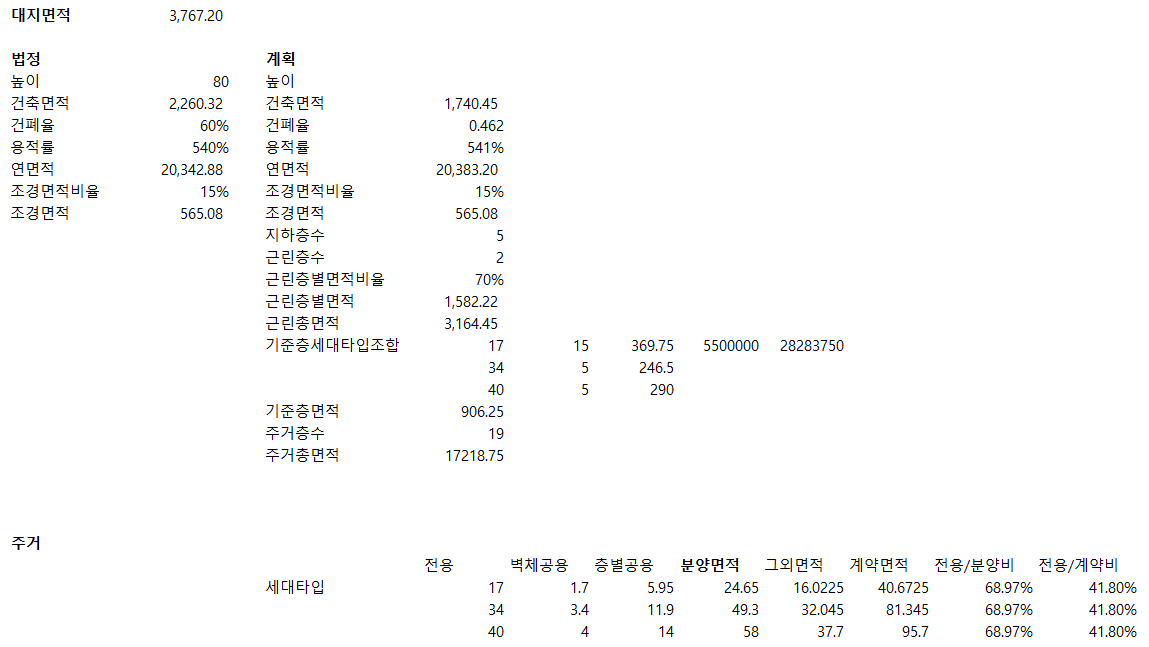 대지면적 3,767.20
법정 계획
높이 80 높이
건축면적 2,260.32 건축면적 1,740.45
건폐율 60% 건폐율 0.462
용적률 540% 용적률 541%
연면적 20,342.88 연면적 20,383.20
조경면적비율 15% 조경면적비율 15%
조경면적 565.08 조경면적 565.08
지하층수 5
근린층수 2
근린층별면적비율 70%
근린층별면적 1,582.22
근린총면적 3,164.45
기준층세대타입조합 17 15 369.75 5500000 28283750
34 5 246.5
40 5 290
기준층면적 906.25
주거층수 19
주거총면적 17218.75
주거
전용 벽체공용 층별공용 분양면적 그외면적 계약면적 전용/분양비 전용/계약비
세대타입 17 1.7 5.95 24.65 16.0225 40.6725 68.97% 41.80%
34 3.4 11.9 49.3 32.045 81.345 68.97% 41.80%
40 4 14 58 37.7 95.7 68.97% 41.80%